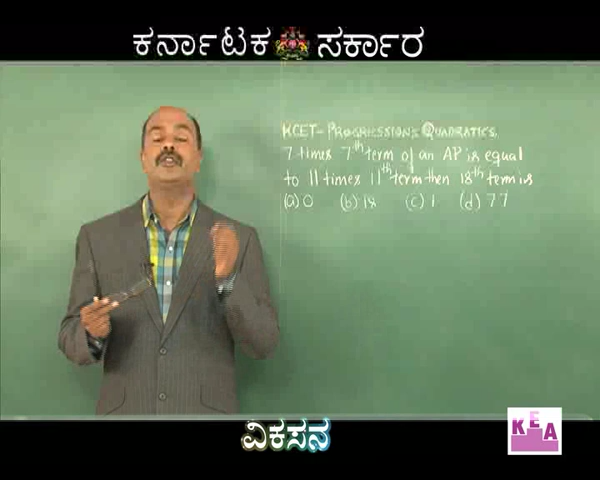 ಕರ್ನಾಟಕ ಸರ್ಕಾರ
KCET- PROGRESSIONS QUADRATICS.
7 times 7th term of an AP is equal
to 11 times 11th term then 18th term is
(a) 0 (b) 18 (c) 1 (d) 77
ವಿಕಸನ
KEA